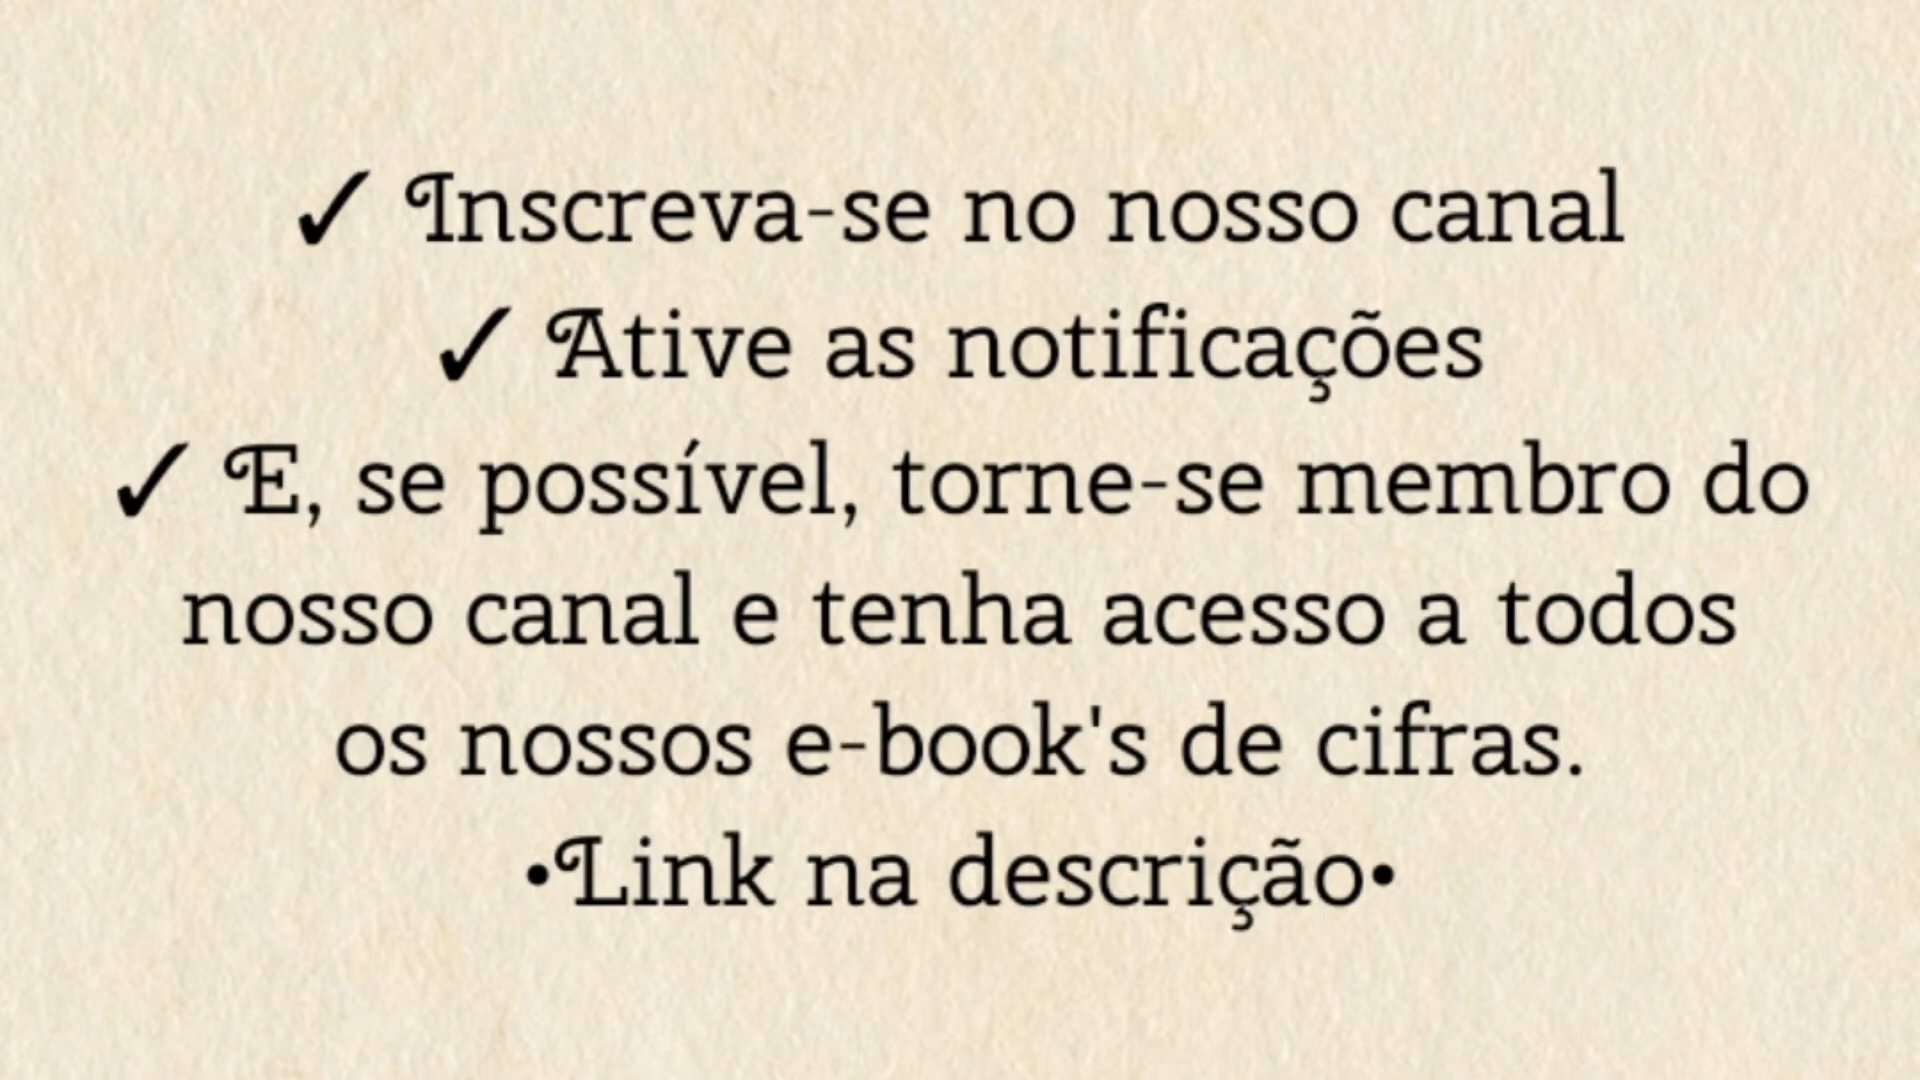 ✓ Inscreva-se no nosso canal
✓ Ative as notificações
✓ E, se possível, torne-se membro do
nosso canal e tenha acesso a todos
os nossos e-book's de cifras.
•Link na descrição•